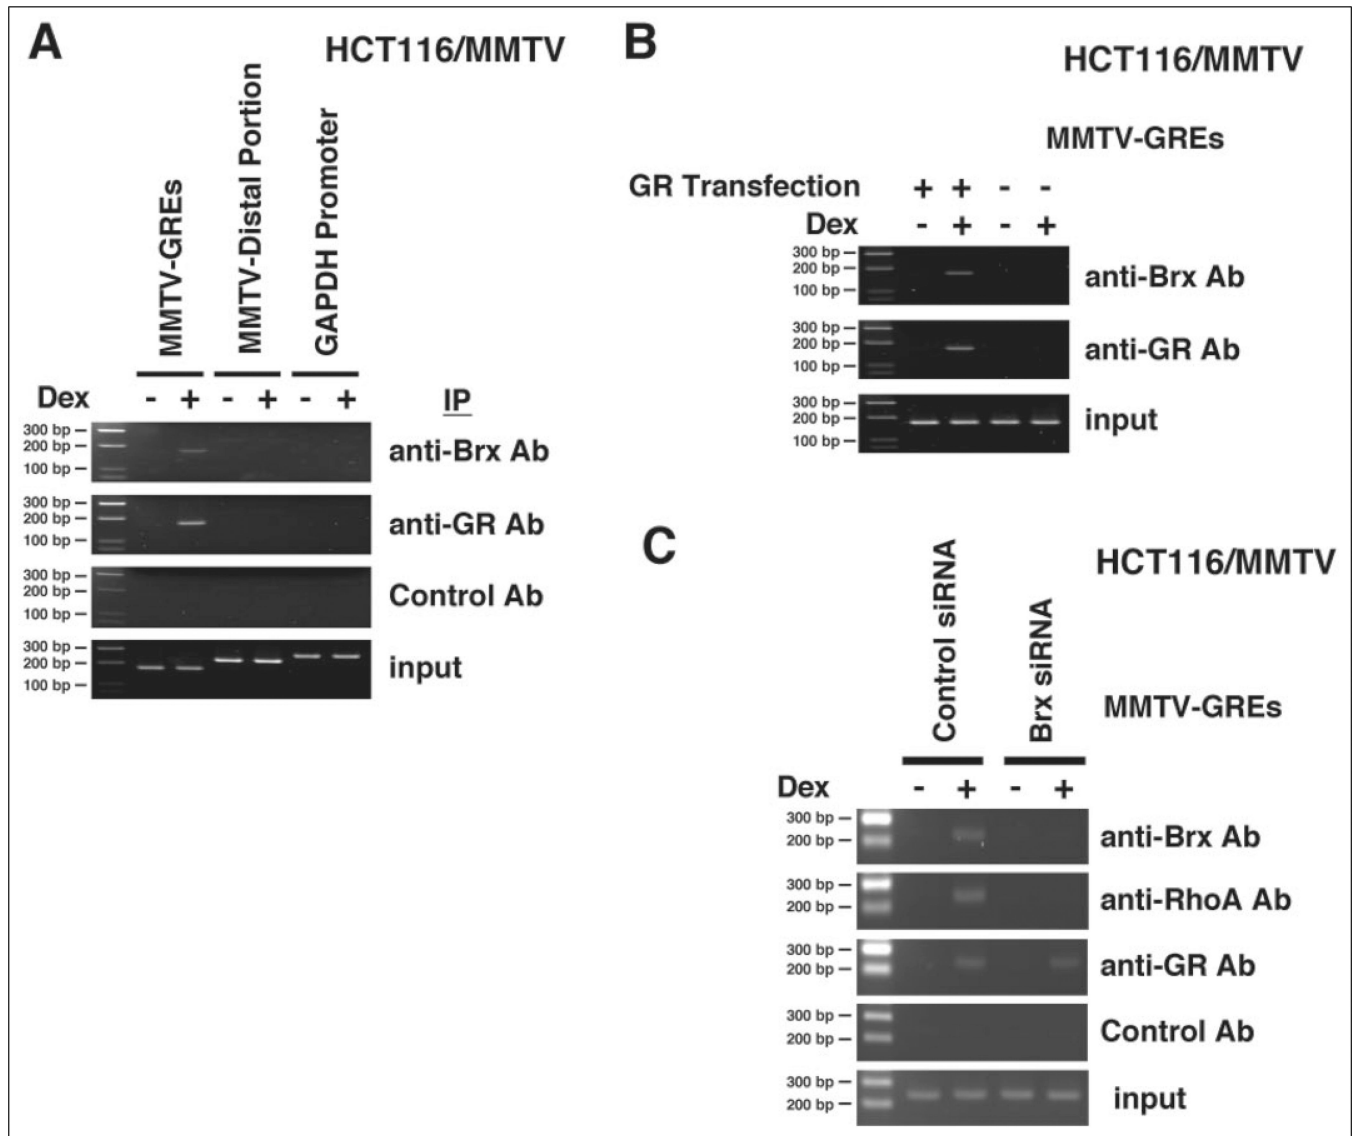 A
HCT116/MMTV
MMTV-GREs
MMTV-Distal Portion
GAPDH Promoter
Dex - + - + - + IP
300 bp
200 bp
100 bp
anti-Brx Ab
300 bp
200 bp
100 bp
anti-GR Ab
300 bp
200 bp
100 bp
Control Ab
300 bp
200 bp
100 bp
input
B
HCT116/MMTV
MMTV-GREs
GR Transfection + + - -
Dex - + - +
300 bp
200 bp
100 bp
anti-Brx Ab
300 bp
200 bp
100 bp
anti-GR Ab
300 bp
200 bp
100 bp
input
C
HCT116/MMTV
Control siRNA
Brx siRNA
MMTV-GREs
Dex - + - +
300 bp
200 bp
anti-Brx Ab
300 bp
200 bp
anti-RhoA Ab
300 bp
200 bp
anti-GR Ab
300 bp
200 bp
Control Ab
300 bp
200 bp
input